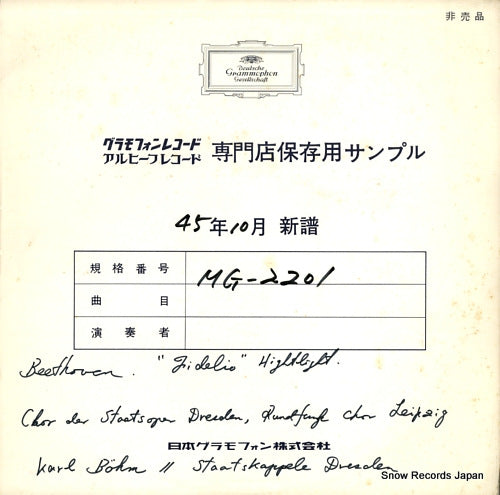 非売品
Deutsche
Grammophon
Gesellschaft
グラモフォンレコード
アルヒーフレコード 専門店保存用サンプル
45年10月 新譜
規格番号 MG-2201
曲目
演奏者
Beethoven. "Fidelio" Hightlight.
Chor der Staatsoper Dresden, Rundfunk chor Leipzig
日本グラモフォン株式会社
Karl Böhm // Staatskappele Dresden
Snow Records Japan